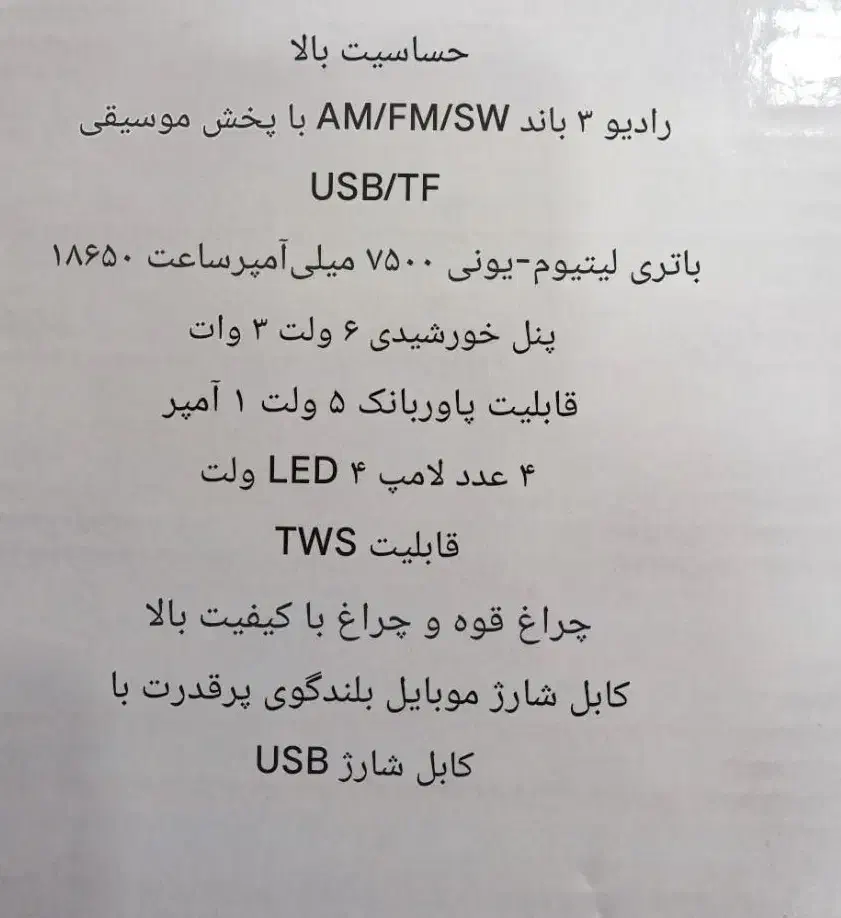 حساسیت بالا
رادیو ۳ باند AM/FM/SW با پخش موسیقی
USB/TF
باتری لیتیوم-یونی ۷۵۰۰ میلی‌آمپرساعت ۱۸۶۵۰
پنل خورشیدی ۶ ولت ۳ وات
قابلیت پاوربانک ۵ ولت ۱ آمپر
۴ عدد لامپ LED ۴ ولت
قابلیت TWS
چراغ قوه و چراغ با کیفیت بالا
کابل شارژ موبایل بلندگوی پرقدرت با
کابل شارژ USB